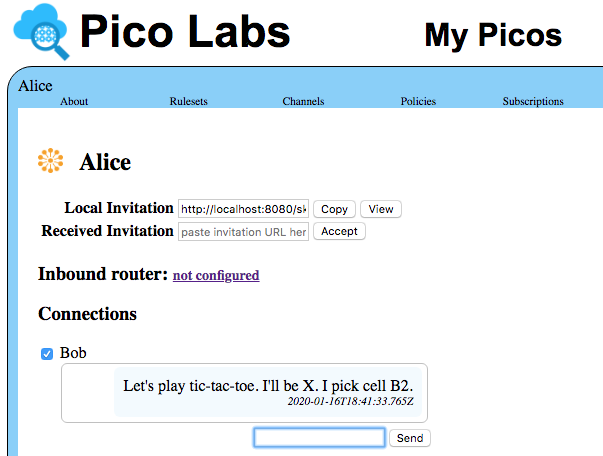 Pico Labs My Picos
Alice
About Rulesets Channels Policies Subscriptions
Alice
Local Invitation http://localhost:8080/sk Copy View
Received Invitation paste invitation URL her Accept
Inbound router: not configured
Connections
Bob
Let's play tic-tac-toe. I'll be X. I pick cell B2.
2020-01-16T18:41:33.765Z
Send